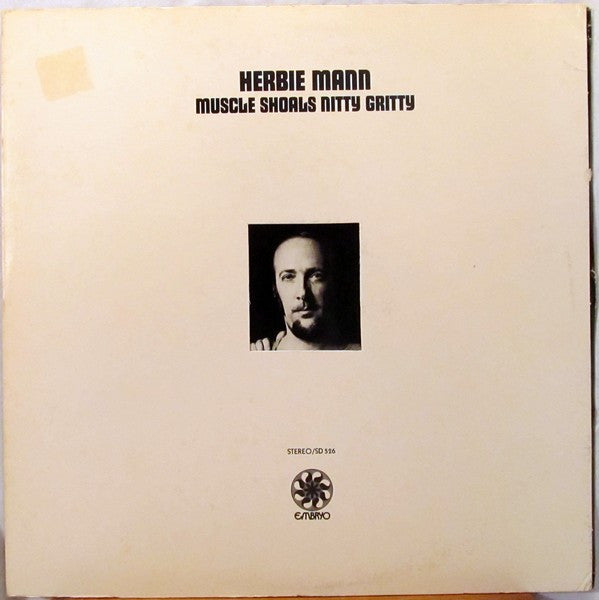 HERBIE MANN
MUSCLE SHOALS NITTY GRITTY
STEREO/SD 526
EMBRYO